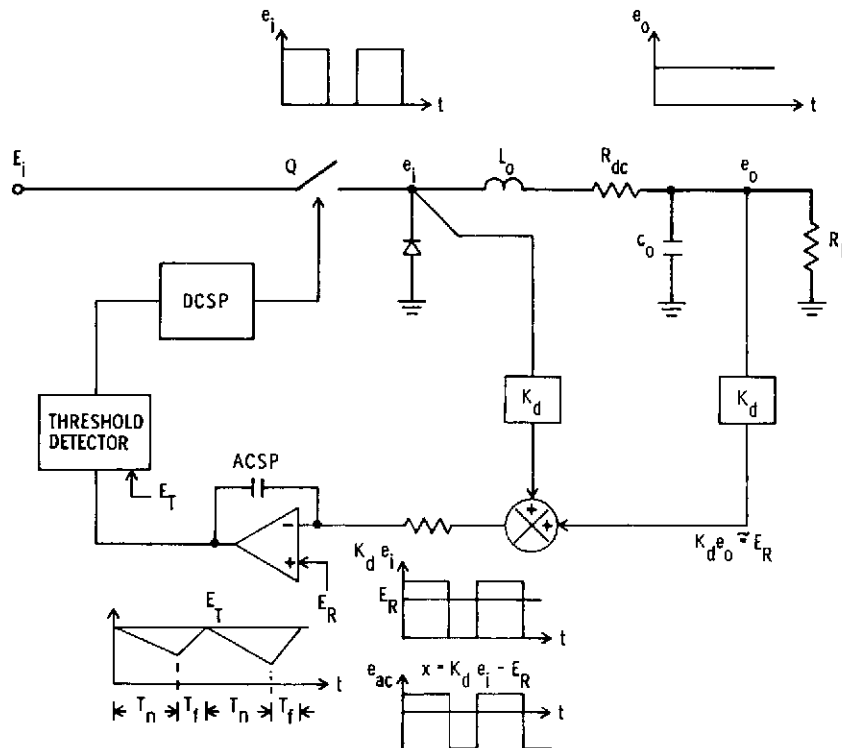 e_i
e_o
t
t
E_i
Q
e_i
L_o
R_dc
e_o
C_o
R
DCSP
K_d
K_d
THRESHOLD
DETECTOR
ACSP
E_T
-
+
+
+
E_R
K_d e_o ≈ E_R
K_d e_i
E_R
t
E_T
t
T_n T_f T_n T_f
e_ac x = K_d e_i - E_R
t